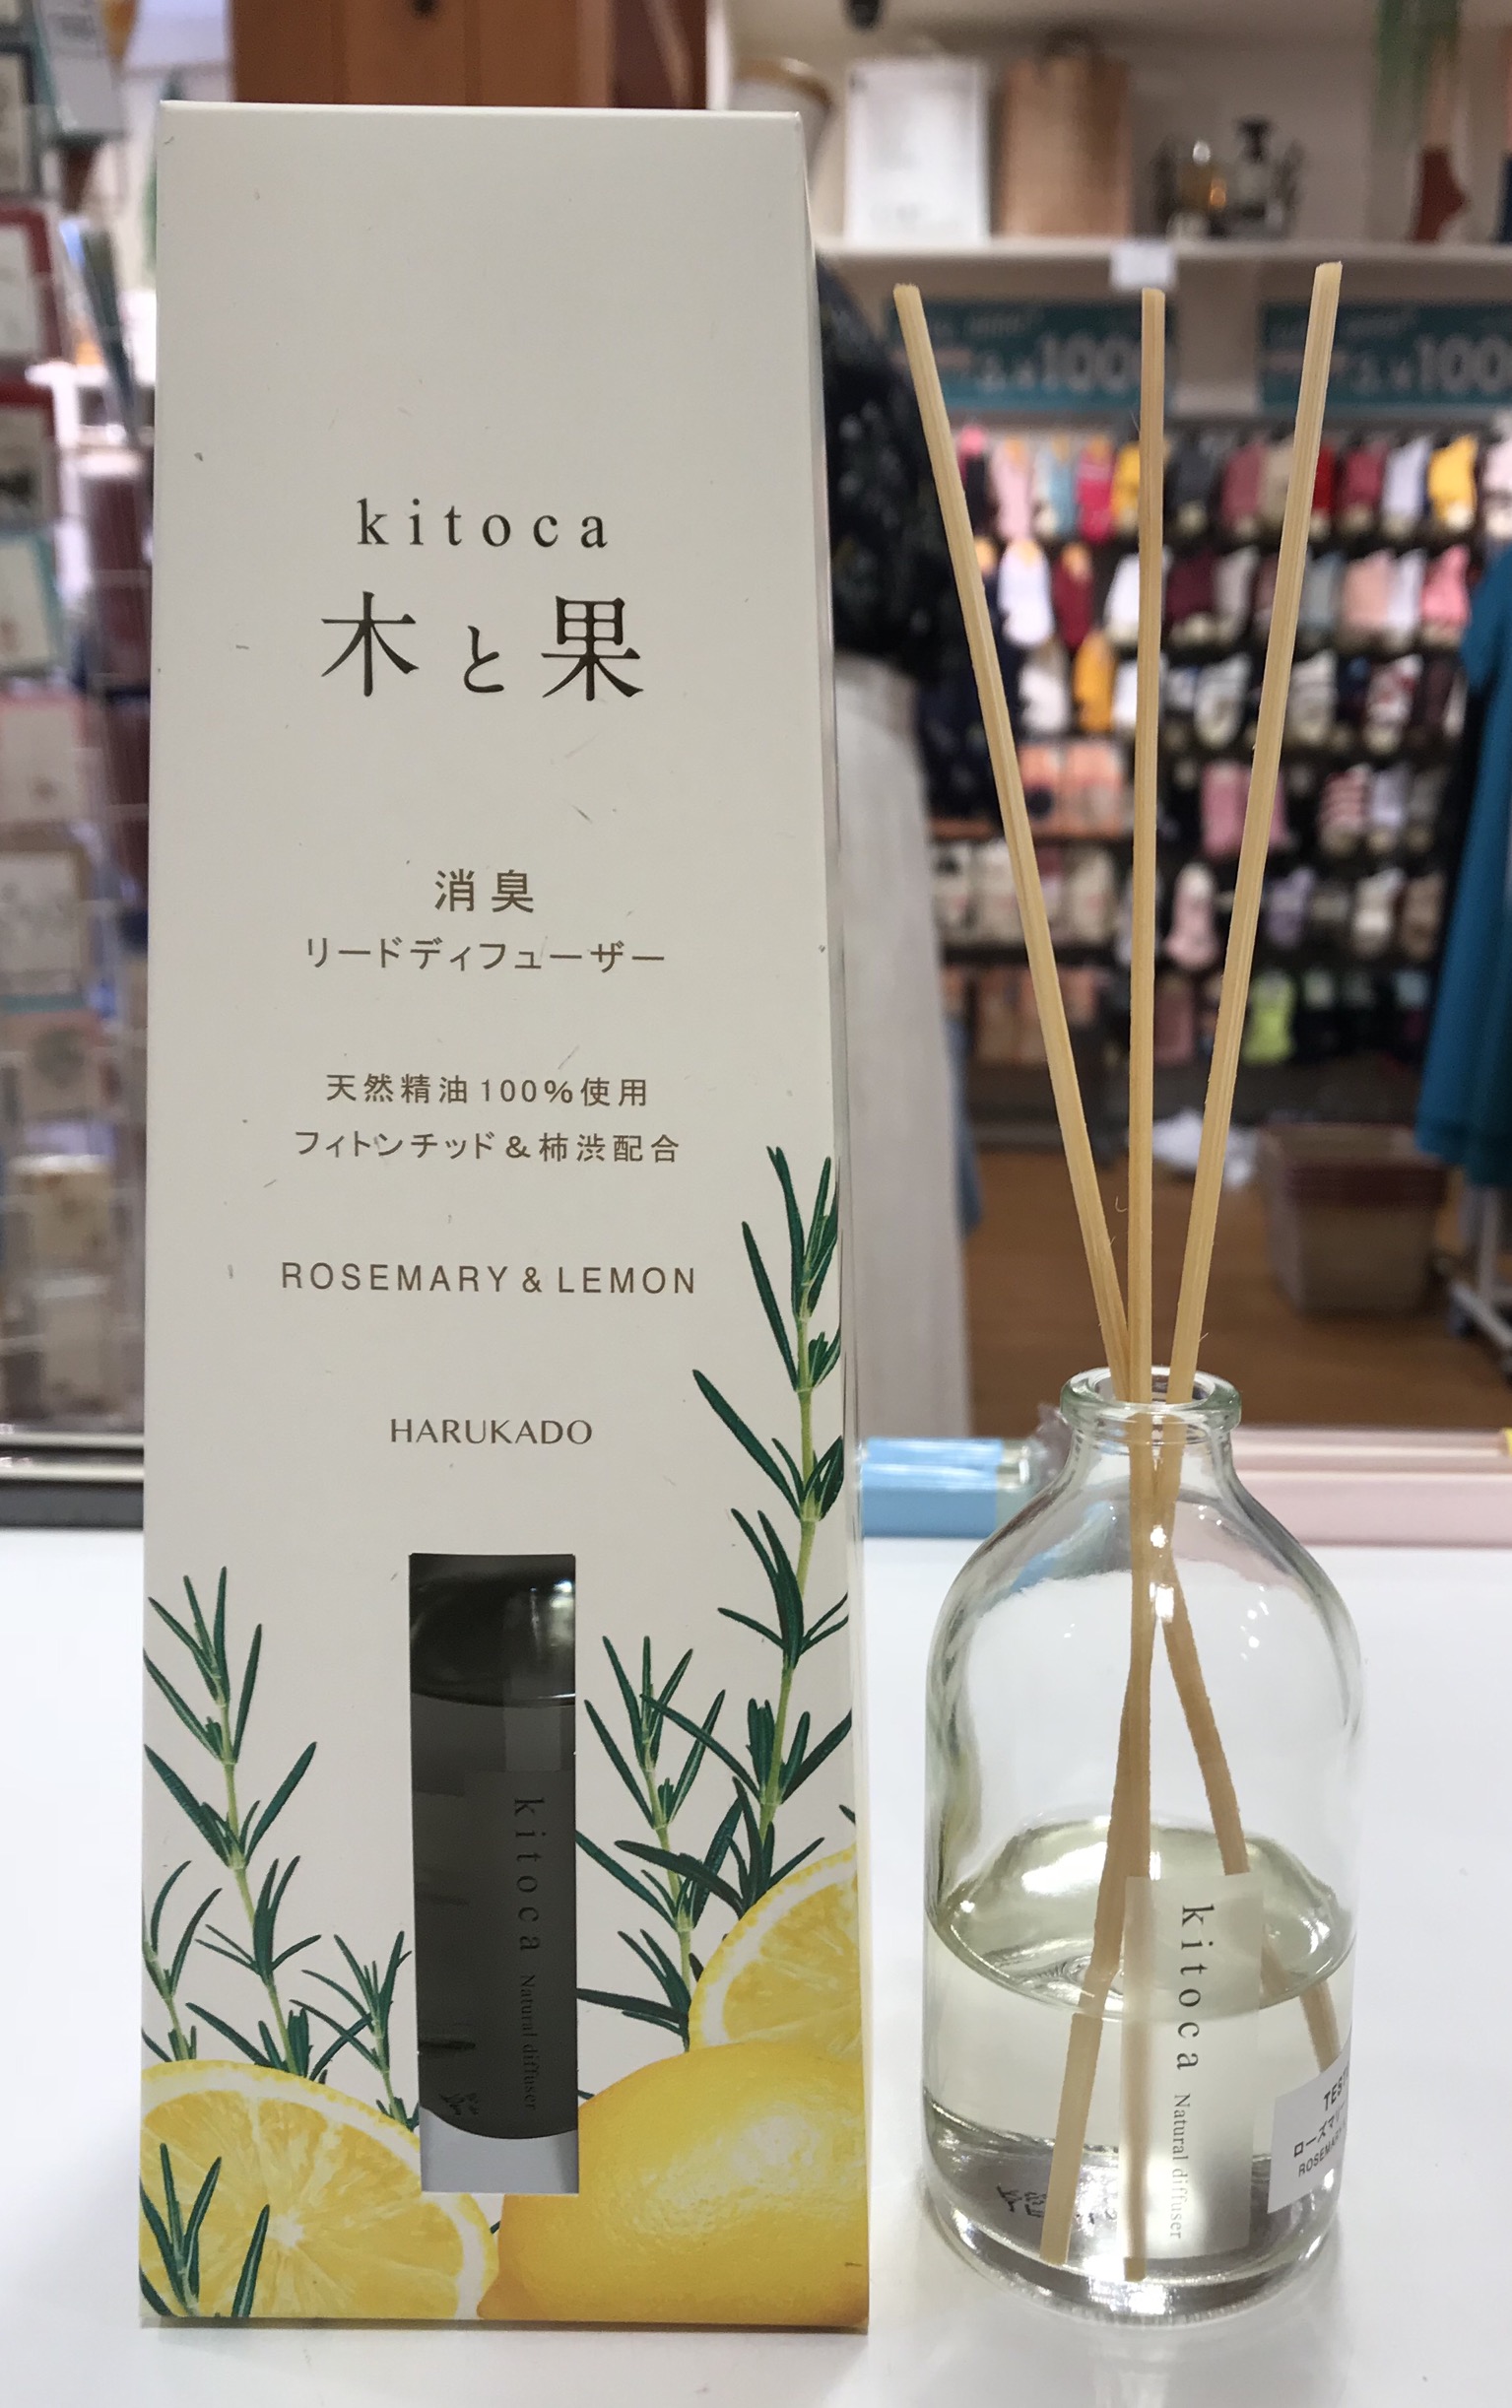 kitoca
木と果
消臭
リードディフューザー
天然精油100%使用
フィトンチッド&柿渋配合
ROSEMARY & LEMON
HARUKADO
kitoca Natural diffuser
kitoca Natural diffuser